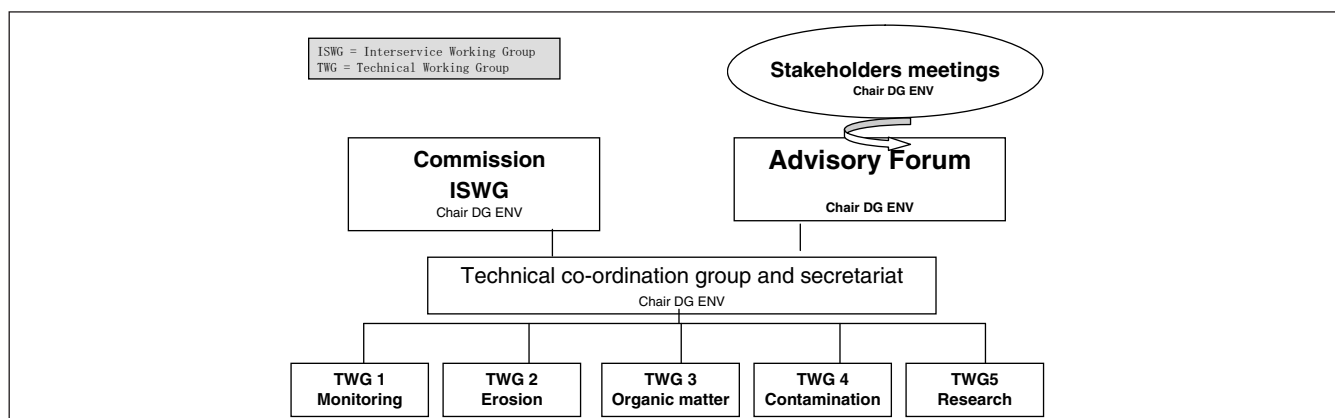 ISWG = Interservice Working Group
TWG = Technical Working Group
Stakeholders meetings
Chair DG ENV
Commission
ISWG
Chair DG ENV
Advisory Forum
Chair DG ENV
Technical co-ordination group and secretariat
Chair DG ENV
TWG 1
Monitoring
TWG 2
Erosion
TWG 3
Organic matter
TWG 4
Contamination
TWG5
Research